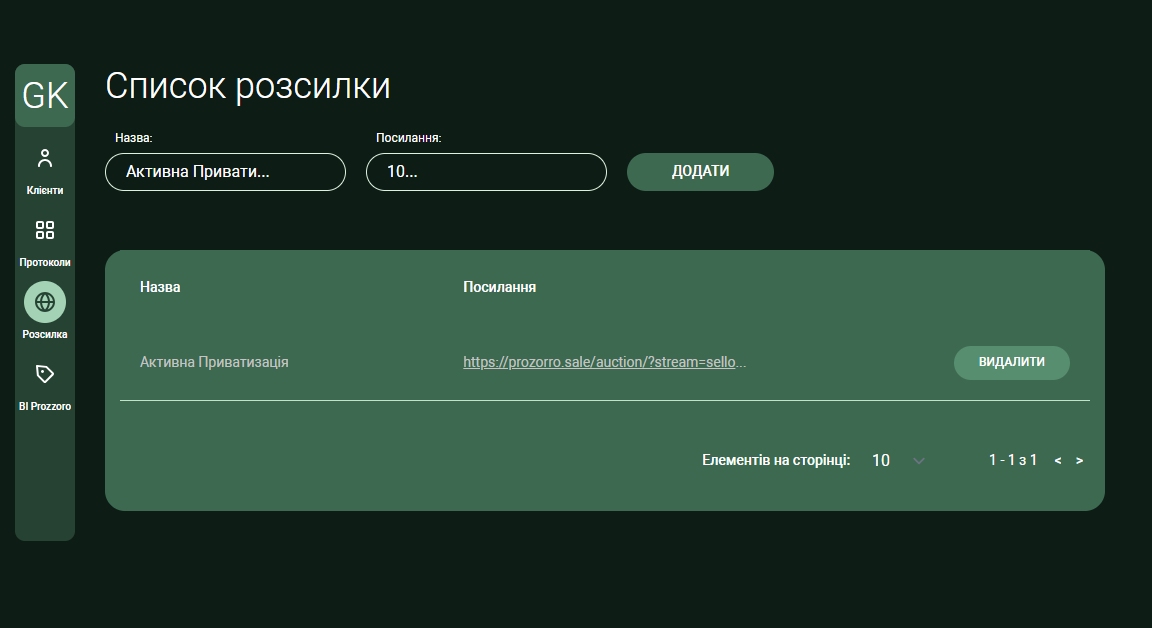 GK
Клієнти
Протоколи
Розсилка
BI Prozzoro
Список розсилки
Назва: Посилання:
Активна Привати... 10... ДОДАТИ
Назва Посилання
Активна Приватизація https://prozorro.sale/auction/?stream=sello... ВИДАЛИТИ
Елементів на сторінці: 10 1 - 1 з 1 < >